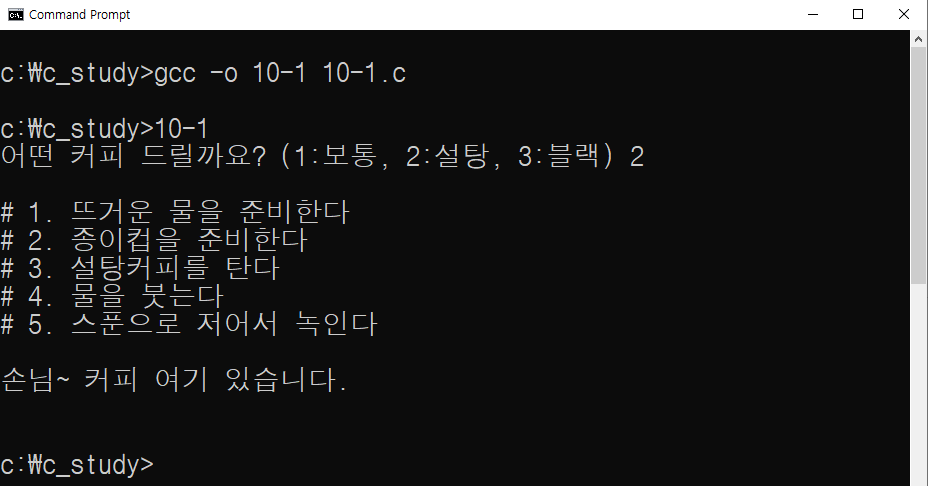 Command Prompt
c:₩c_study>gcc -o 10-1 10-1.c
c:₩c_study>10-1
어떤 커피 드릴까요? (1:보통, 2:설탕, 3:블랙) 2
# 1. 뜨거운 물을 준비한다
# 2. 종이컵을 준비한다
# 3. 설탕커피를 탄다
# 4. 물을 붓는다
# 5. 스푼으로 저어서 녹인다
손님~ 커피 여기 있습니다.
c:₩c_study>